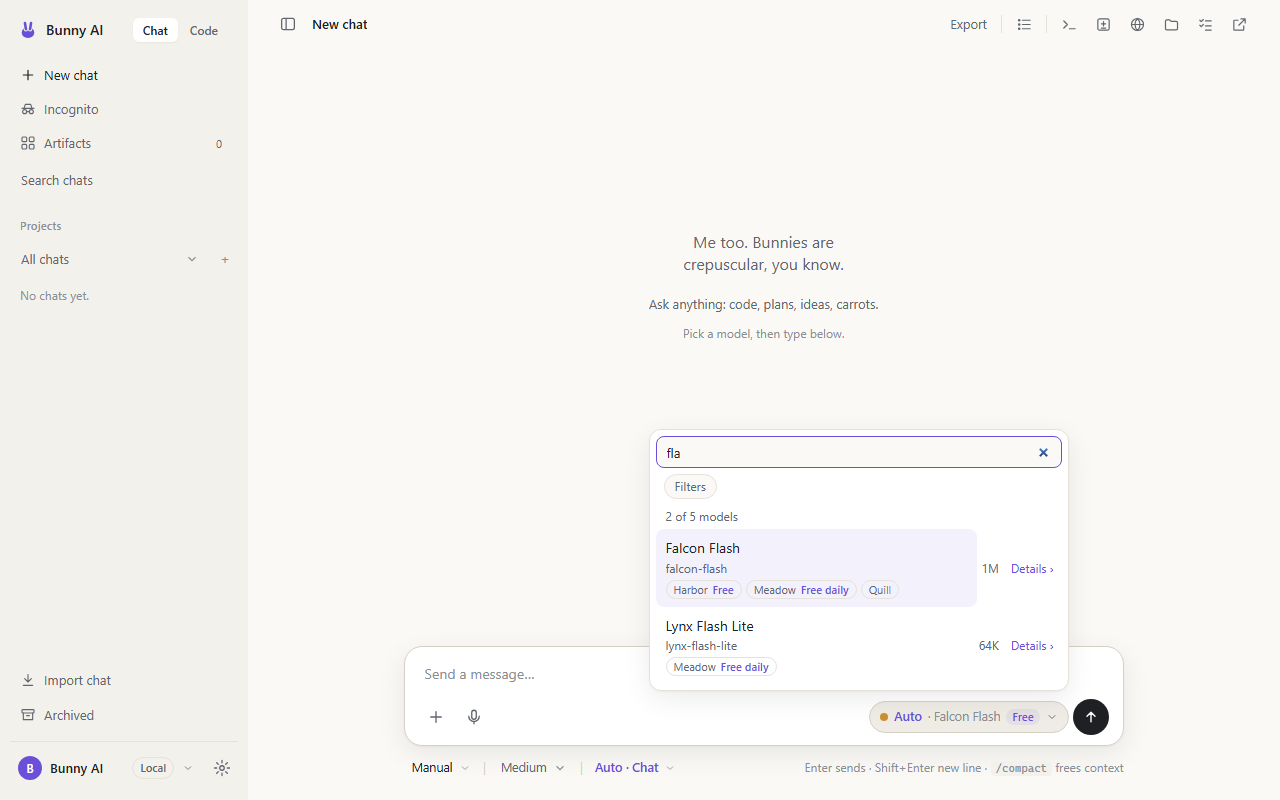 Bunny AI
Chat
Code
New chat
Incognito
Artifacts
0
Search chats
Projects
All chats
+
No chats yet.
Import chat
Archived
B
Bunny AI
Local
New chat
Export
Me too. Bunnies are
crepuscular, you know.
Ask anything: code, plans, ideas, carrots.
Pick a model, then type below.
fla
Filters
2 of 5 models
Falcon Flash
falcon-flash
1M
Details ›
Harbor Free
Meadow Free daily
Quill
Lynx Flash Lite
lynx-flash-lite
64K
Details ›
Meadow Free daily
Send a message...
Auto · Falcon Flash Free
Manual
Medium
Auto · Chat
Enter sends · Shift+Enter new line · /compact frees context